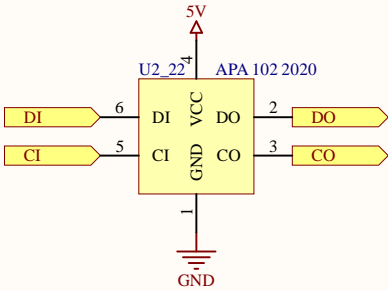 5V
4
U2_22 APA 102 2020
VCC
DI 6 DI DO 2 DO
CI 5 CI CO 3 CO
GND
1
GND